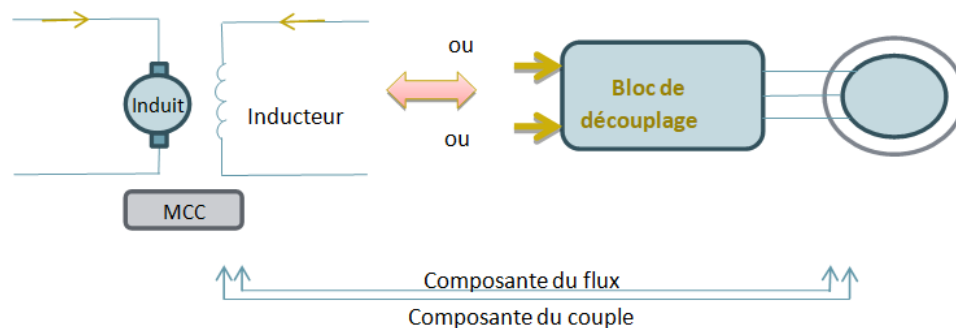 ou
Bloc de
découplage
Induit
Inducteur
ou
MCC
Composante du flux
Composante du couple